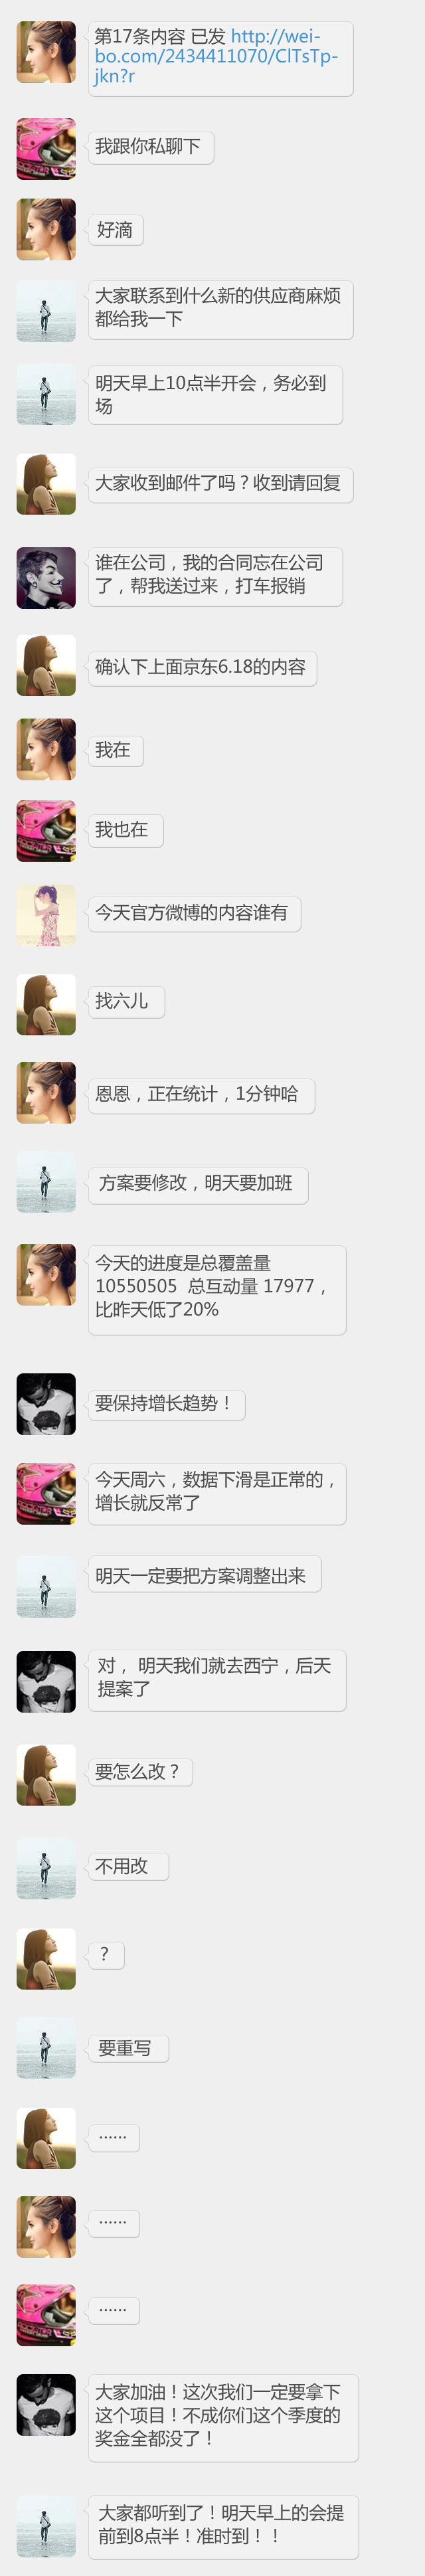 第17条内容 已发 http://wei-
bo.com/2434411070/ClTsTp-
jkn?r
我跟你私聊下
好滴
大家联系到什么新的供应商麻烦
都给我一下
明天早上10点半开会，务必到
场
大家收到邮件了吗？收到请回复
谁在公司，我的合同忘在公司
了，帮我送过来，打车报销
确认下上面京东6.18的内容
我在
我也在
今天官方微博的内容谁有
找六儿
恩恩，正在统计，1分钟哈
方案要修改，明天要加班
今天的进度是总覆盖量
10550505 总互动量 17977，
比昨天低了20%
要保持增长趋势！
今天周六，数据下滑是正常的，
增长就反常了
明天一定要把方案调整出来
对， 明天我们就去西宁，后天
提案了
要怎么改？
不用改
？
要重写
……
……
……
大家加油！这次我们一定要拿下
这个项目！不成你们这个季度的
奖金全都没了！
大家都听到了！明天早上的会提
前到8点半！准时到！！